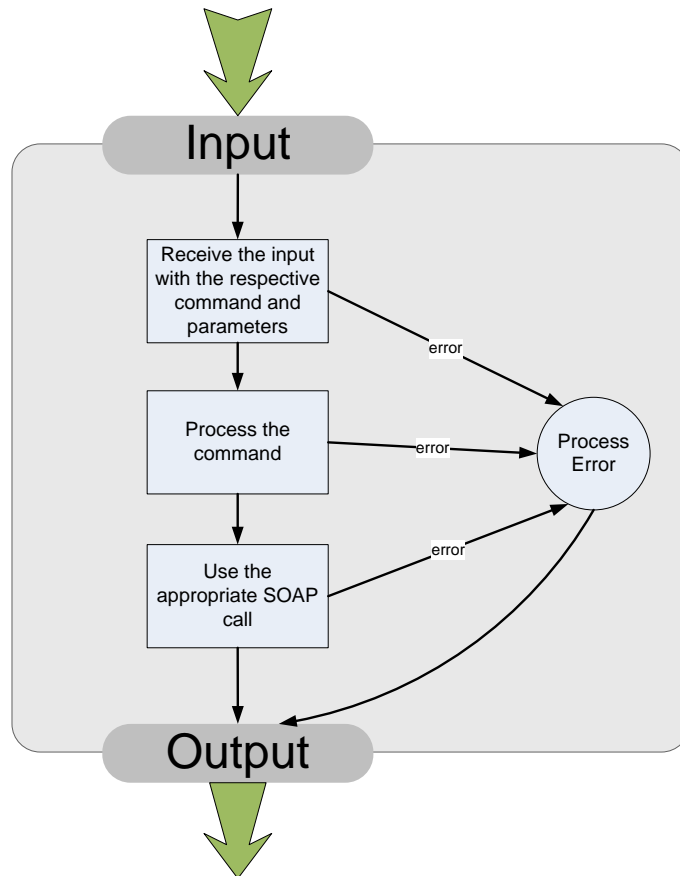 Input
Receive the input
with the respective
command and
parameters
error
Process the
command
error
Process
Error
Use the
appropriate SOAP
call
error
Output